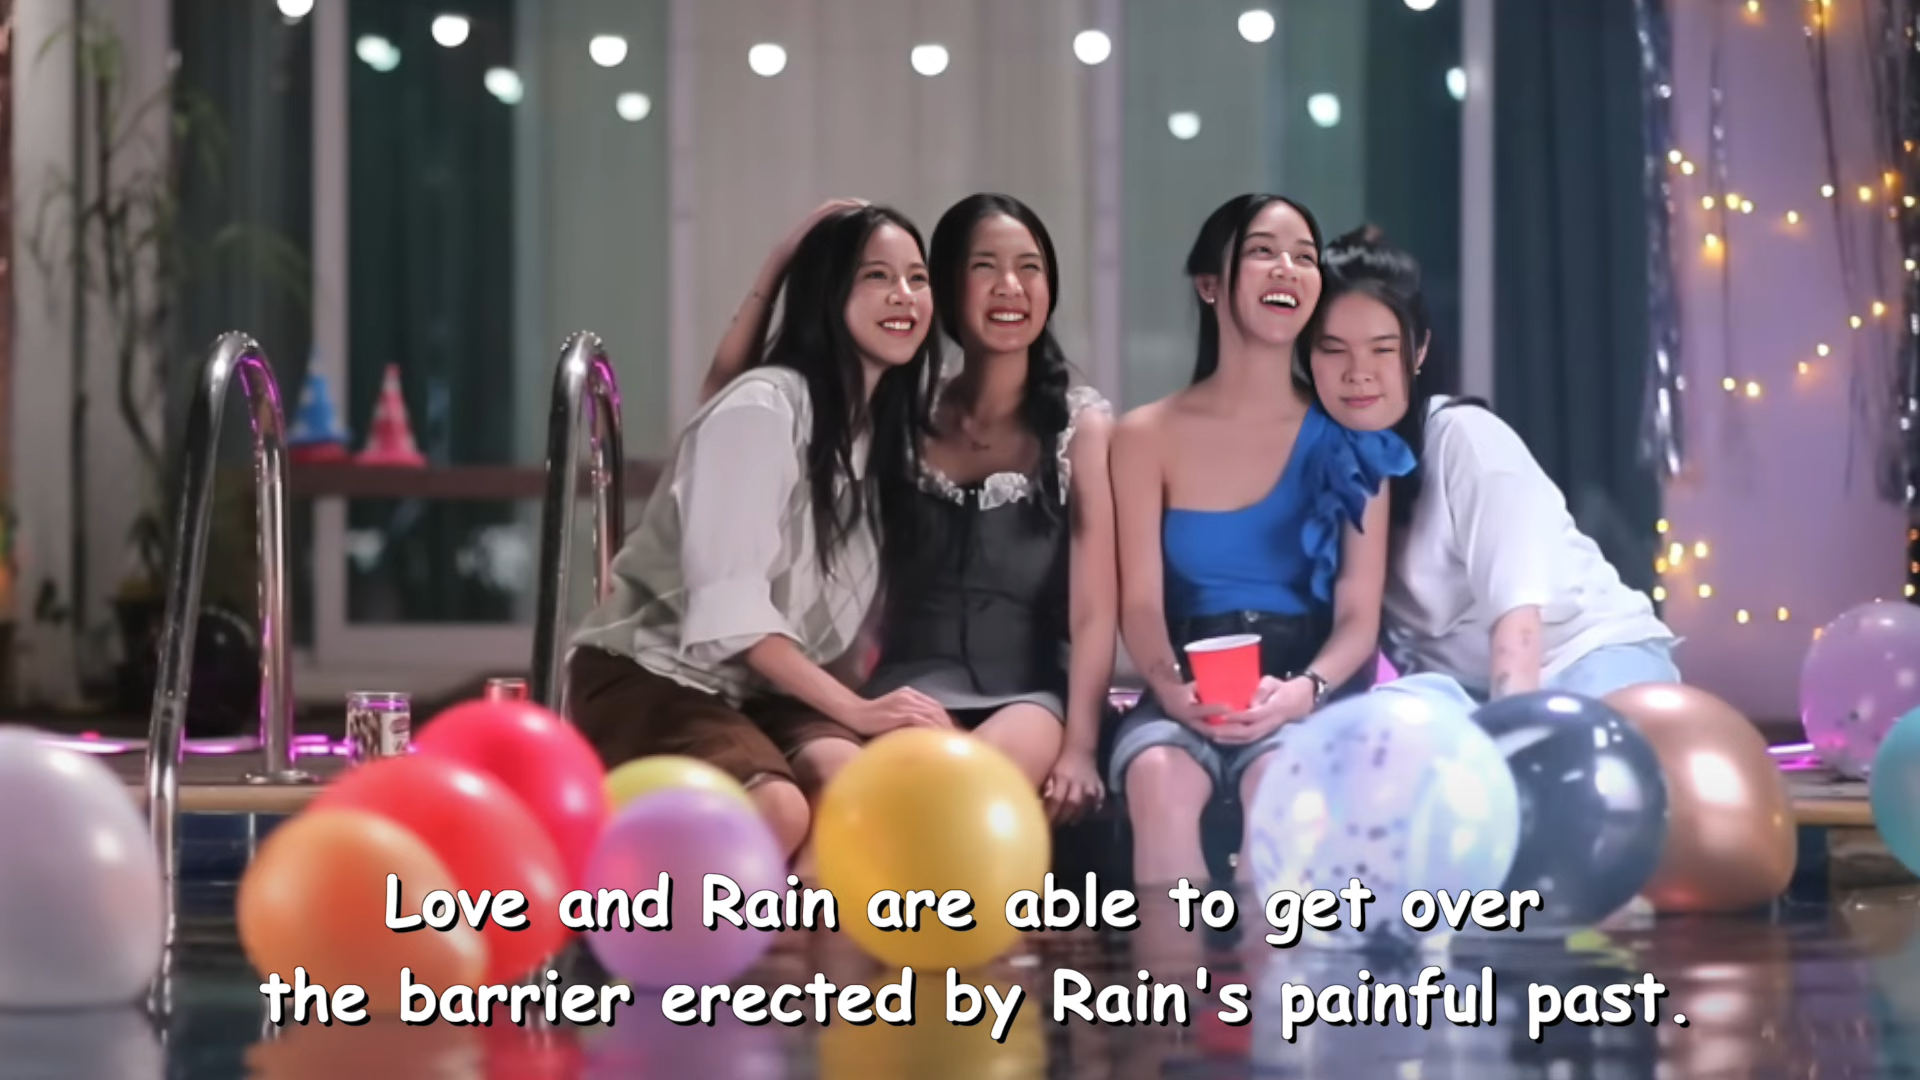 Love and Rain are able to get over
the barrier erected by Rain's painful past.